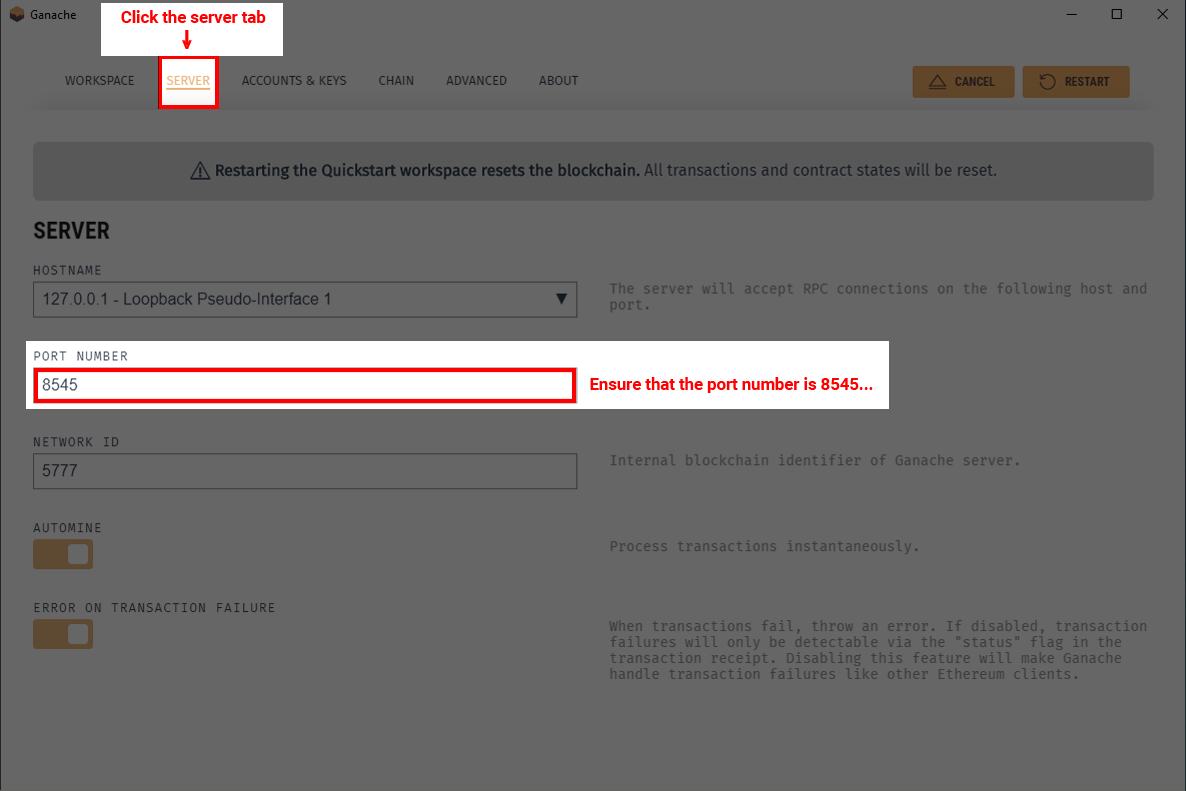 Ganache
Click the server tab
WORKSPACE SERVER ACCOUNTS & KEYS CHAIN ADVANCED ABOUT CANCEL RESTART
Restarting the Quickstart workspace resets the blockchain. All transactions and contract states will be reset.
SERVER
HOSTNAME
127.0.0.1 - Loopback Pseudo-Interface 1
The server will accept RPC connections on the following host and
port.
PORT NUMBER
8545
Ensure that the port number is 8545...
NETWORK ID
5777
Internal blockchain identifier of Ganache server.
AUTOMINE
Process transactions instantaneously.
ERROR ON TRANSACTION FAILURE
When transactions fail, throw an error. If disabled, transaction
failures will only be detectable via the "status" flag in the
transaction receipt. Disabling this feature will make Ganache
handle transaction failures like other Ethereum clients.